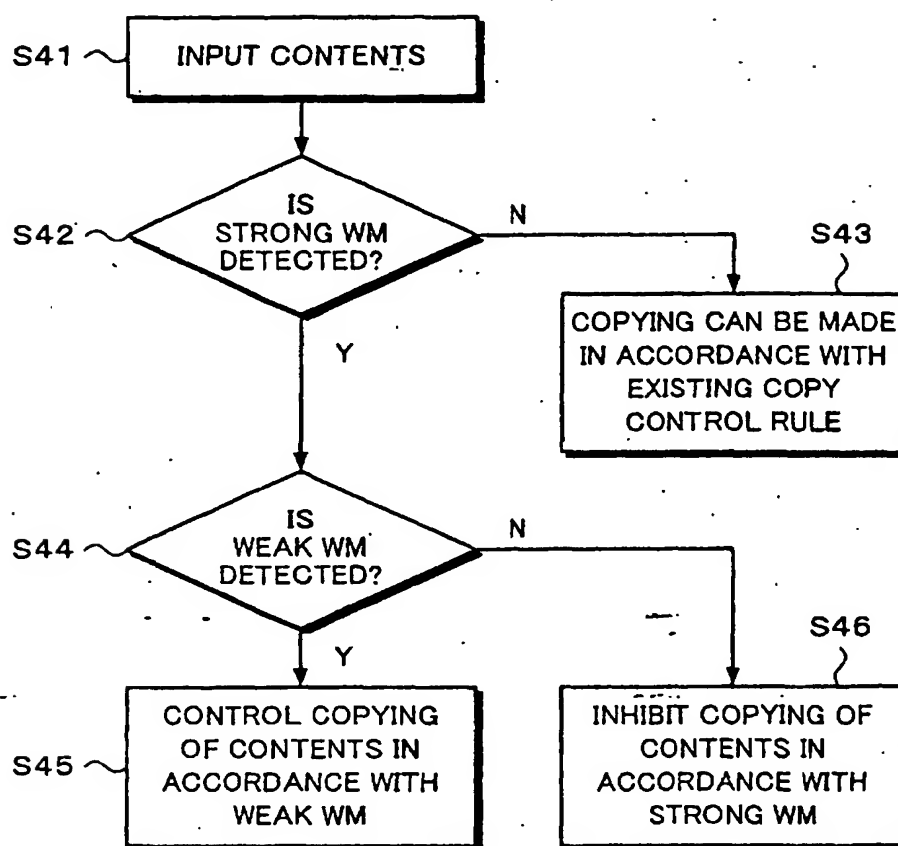 S41
INPUT CONTENTS
S42
IS
STRONG WM
DETECTED?
N
Y
S43
COPYING CAN BE MADE
IN ACCORDANCE WITH
EXISTING COPY
CONTROL RULE
S44
IS
WEAK WM
DETECTED?
N
Y
S45
CONTROL COPYING
OF CONTENTS IN
ACCORDANCE WITH
WEAK WM
S46
INHIBIT COPYING OF
CONTENTS IN
ACCORDANCE WITH
STRONG WM